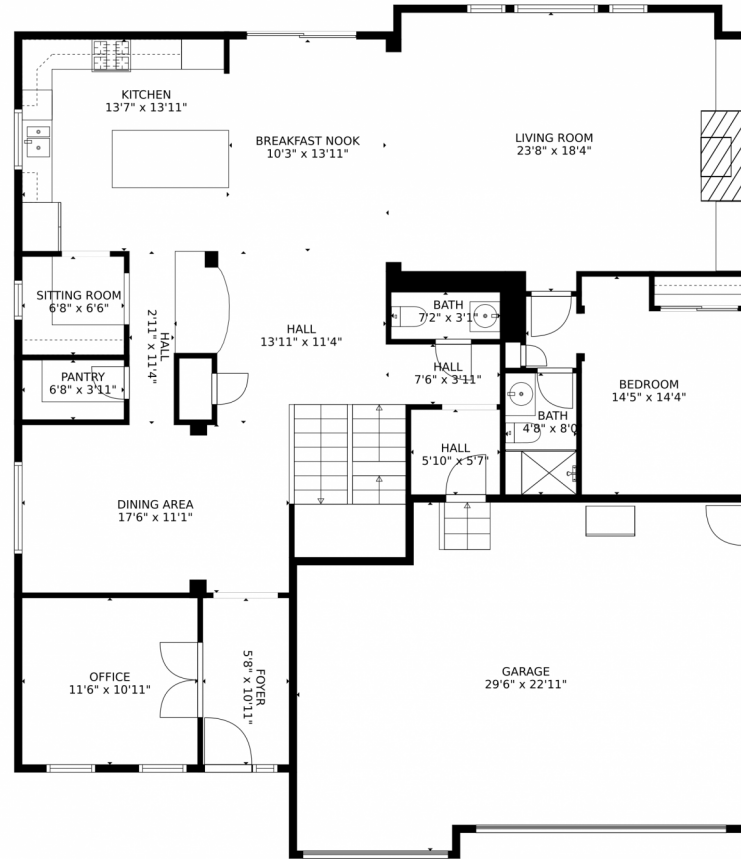 KITCHEN
13'7" x 13'11"
BREAKFAST NOOK
10'3" x 13'11"
LIVING ROOM
23'8" x 18'4"
SITTING ROOM
6'8" x 6'6"
HALL
2'11" x 11'4"
HALL
13'11" x 11'4"
BATH
7'2" x 3'1"
PANTRY
6'8" x 3'11"
HALL
7'6" x 3'11"
BEDROOM
14'5" x 14'4"
BATH
4'8" x 8'0
HALL
5'10" x 5'7"
DINING AREA
17'6" x 11'1"
OFFICE
11'6" x 10'11"
FOYER
5'8" x 10'11"
GARAGE
29'6" x 22'11"